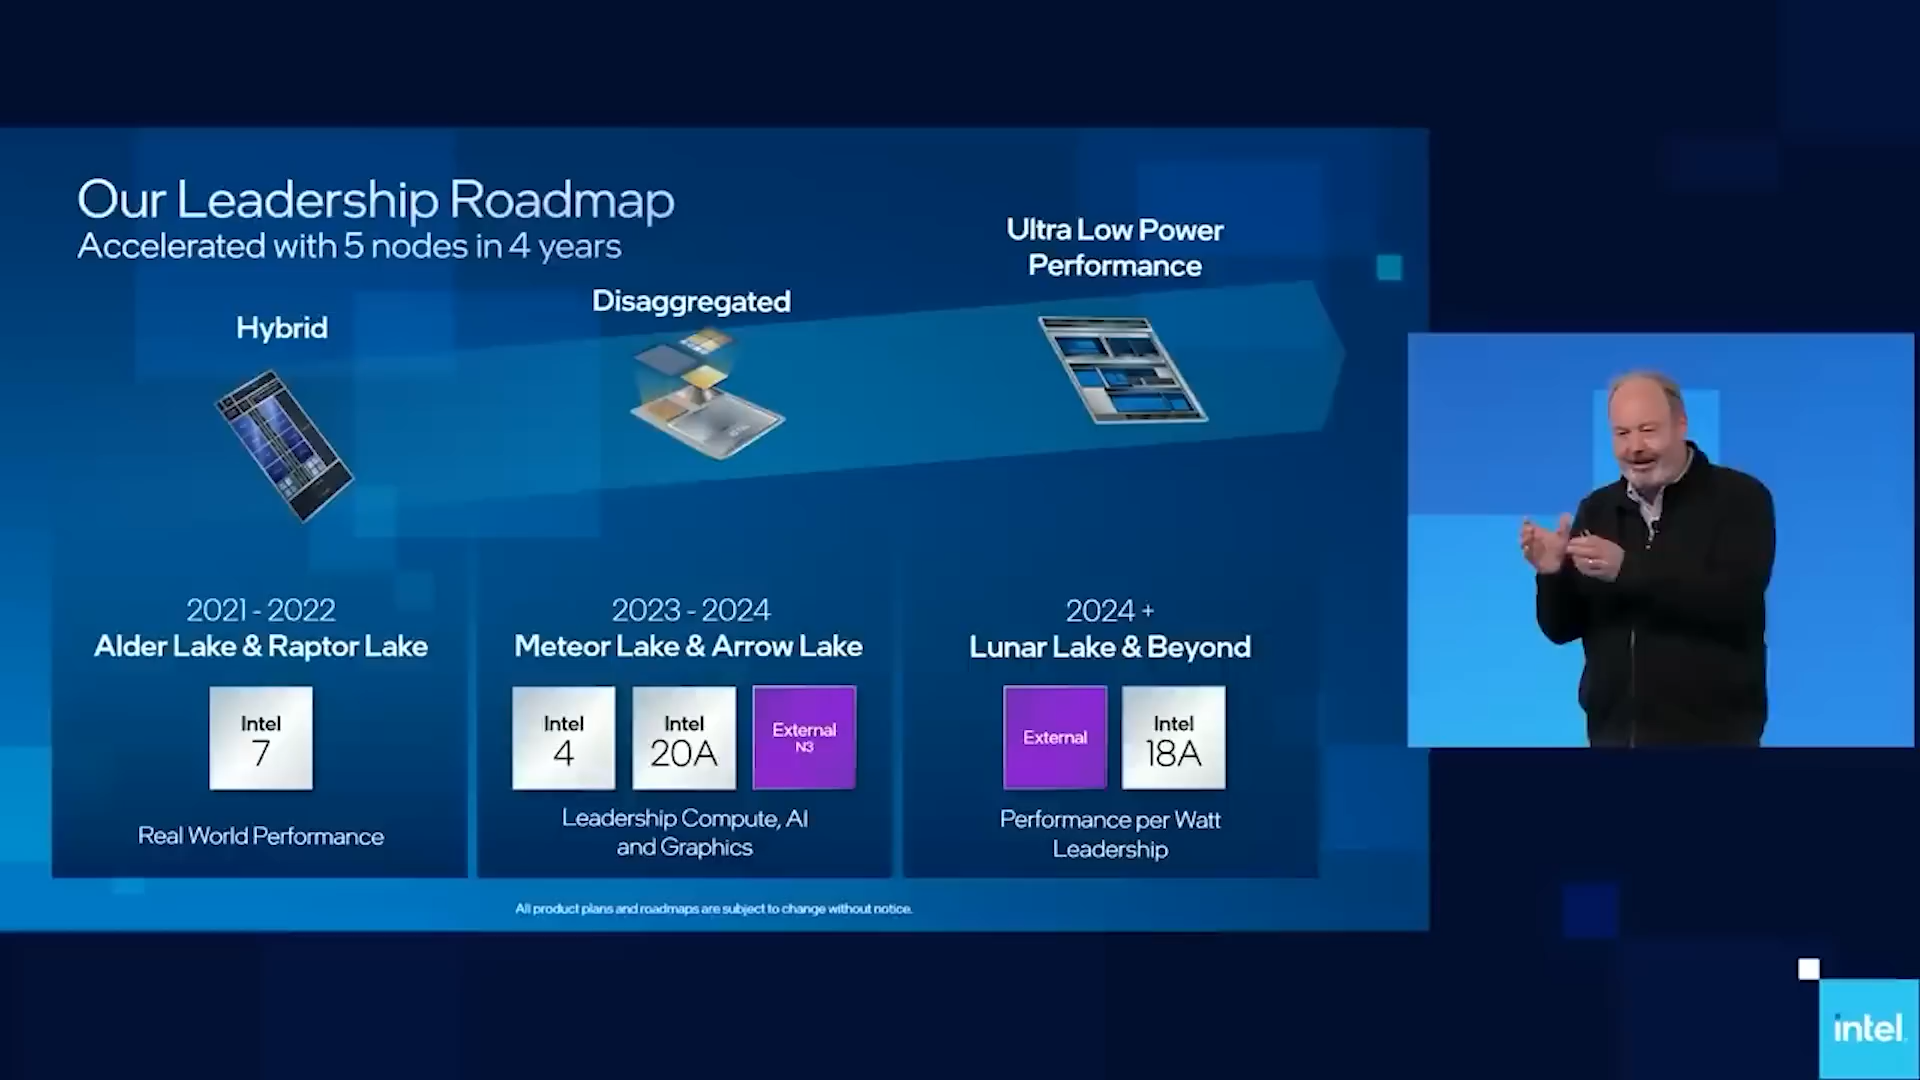 Our Leadership Roadmap
Accelerated with 5 nodes in 4 years
Hybrid
Disaggregated
Ultra Low Power
Performance
2021 - 2022
Alder Lake & Raptor Lake
Intel
7
Real World Performance
2023 - 2024
Meteor Lake & Arrow Lake
Intel
4
Intel
20A
External
N3
Leadership Compute, AI
and Graphics
2024 +
Lunar Lake & Beyond
External
Intel
18A
Performance per Watt
Leadership
All product plans and roadmaps are subject to change without notice.
intel.